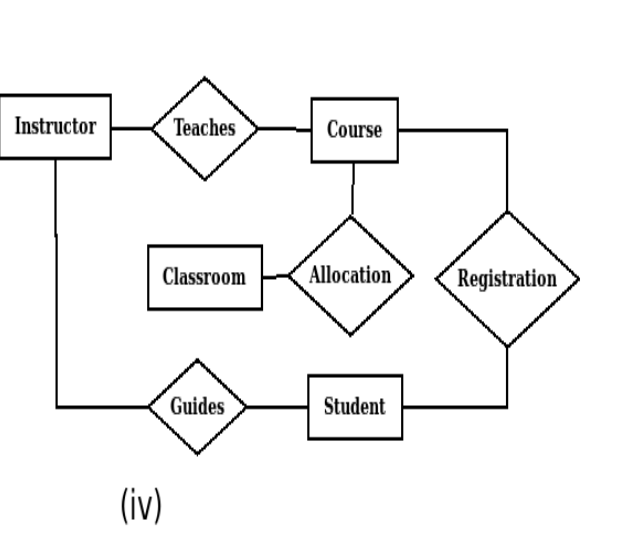 Instructor
Teaches
Course
Classroom
Allocation
Registration
Guides
Student
(iv)